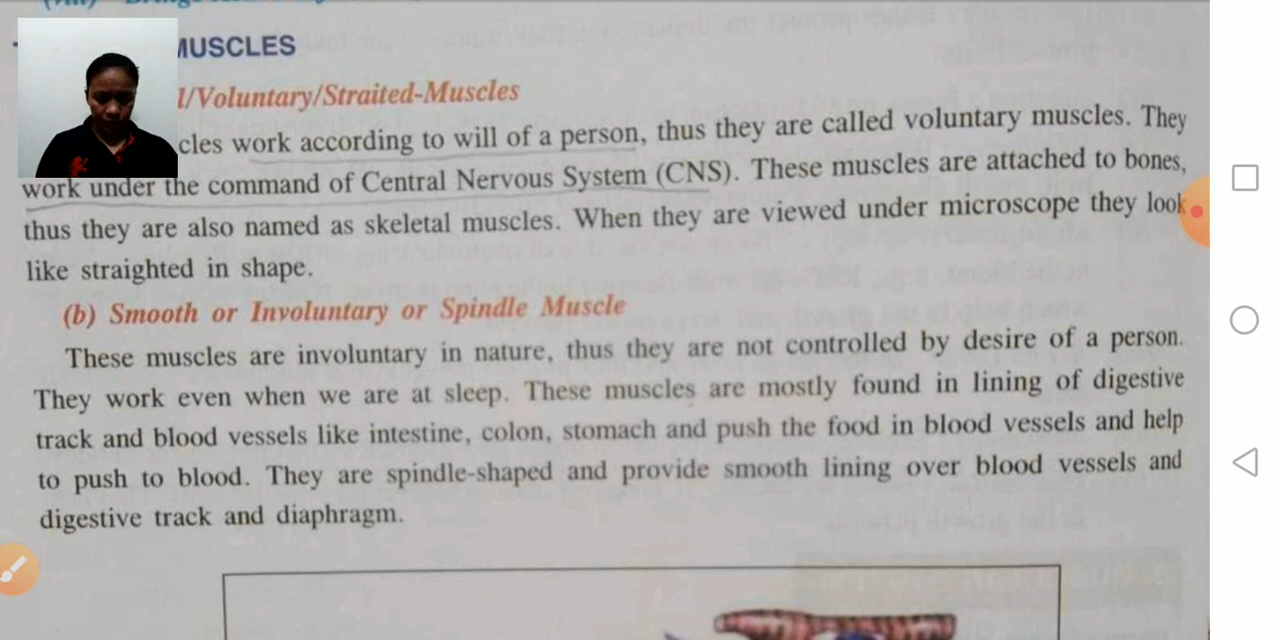 MUSCLES
l/Voluntary/Straited-Muscles
cles work according to will of a person, thus they are called voluntary muscles. They
work under the command of Central Nervous System (CNS). These muscles are attached to bones,
thus they are also named as skeletal muscles. When they are viewed under microscope they look
like straighted in shape.
(b) Smooth or Involuntary or Spindle Muscle
These muscles are involuntary in nature, thus they are not controlled by desire of a person.
They work even when we are at sleep. These muscles are mostly found in lining of digestive
track and blood vessels like intestine, colon, stomach and push the food in blood vessels and help
to push to blood. They are spindle-shaped and provide smooth lining over blood vessels and
digestive track and diaphragm.